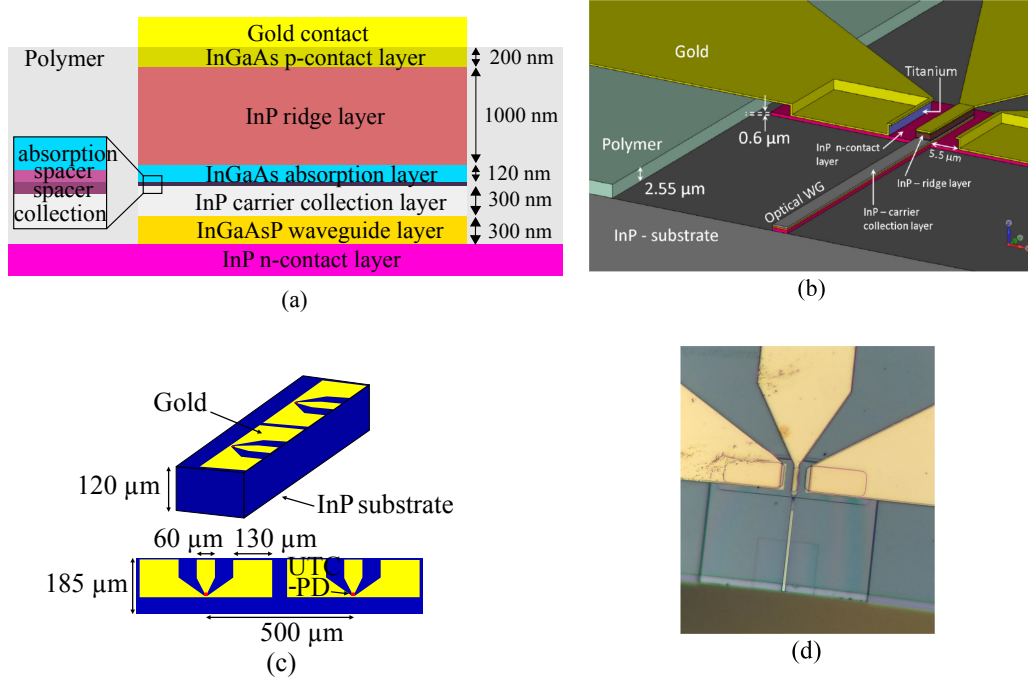 Gold contact
Polymer
InGaAs p-contact layer
200 nm
InP ridge layer
1000 nm
absorption
spacer
spacer
collection
InGaAs absorption layer
120 nm
InP carrier collection layer
300 nm
InGaAsP waveguide layer
300 nm
InP n-contact layer
(a)
Gold
Titanium
0.6 µm
InP n-contact
layer
5.5 µm
Polymer
2.55 µm
InP – ridge layer
Optical WG
InP – carrier
collection layer
InP - substrate
(b)
Gold
120
µm
InP substrate
60 µm
130 µm
185
µm
UTC
-PD
500 µm
(c)
(d)